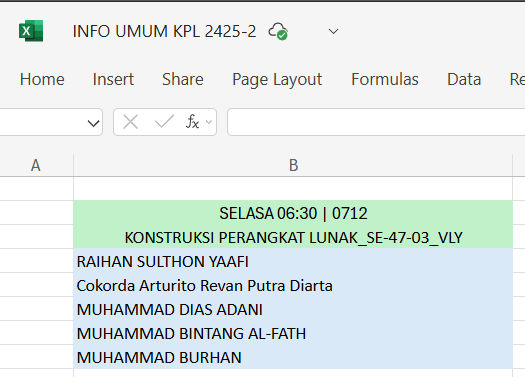 INFO UMUM KPL 2425-2
Home Insert Share Page Layout Formulas Data Re
fx
A B
SELASA 06:30 | 0712
KONSTRUKSI PERANGKAT LUNAK_SE-47-03_VLY
RAIHAN SULTHON YAAFI
Cokorda Arturito Revan Putra Diarta
MUHAMMAD DIAS ADANI
MUHAMMAD BINTANG AL-FATH
MUHAMMAD BURHAN